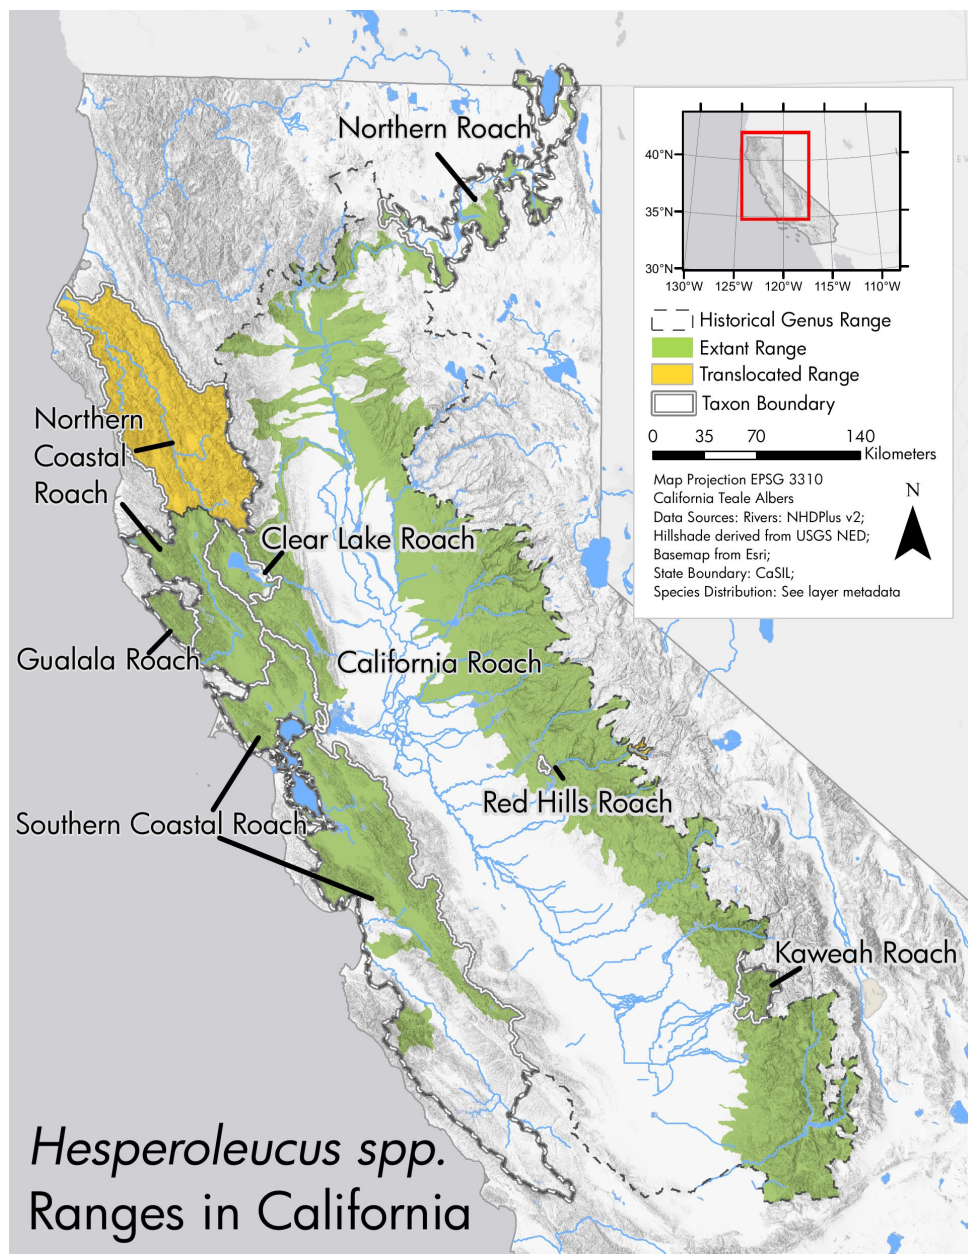 Northern Roach
40°N
35°N
30°N
130°W 125°W 120°W 115°W 110°W
Historical Genus Range
Extant Range
Translocated Range
Taxon Boundary
0 35 70 140
Kilometers
Map Projection EPSG 3310
California Teale Albers
Data Sources: Rivers: NHDPlus v2;
Hillshade derived from USGS NED;
Basemap from Esri;
State Boundary: CaSIL;
Species Distribution: See layer metadata
N
Northern
Coastal
Roach
Clear Lake Roach
Gualala Roach
California Roach
Red Hills Roach
Southern Coastal Roach
Kaweah Roach
Hesperoleucus spp.
Ranges in California